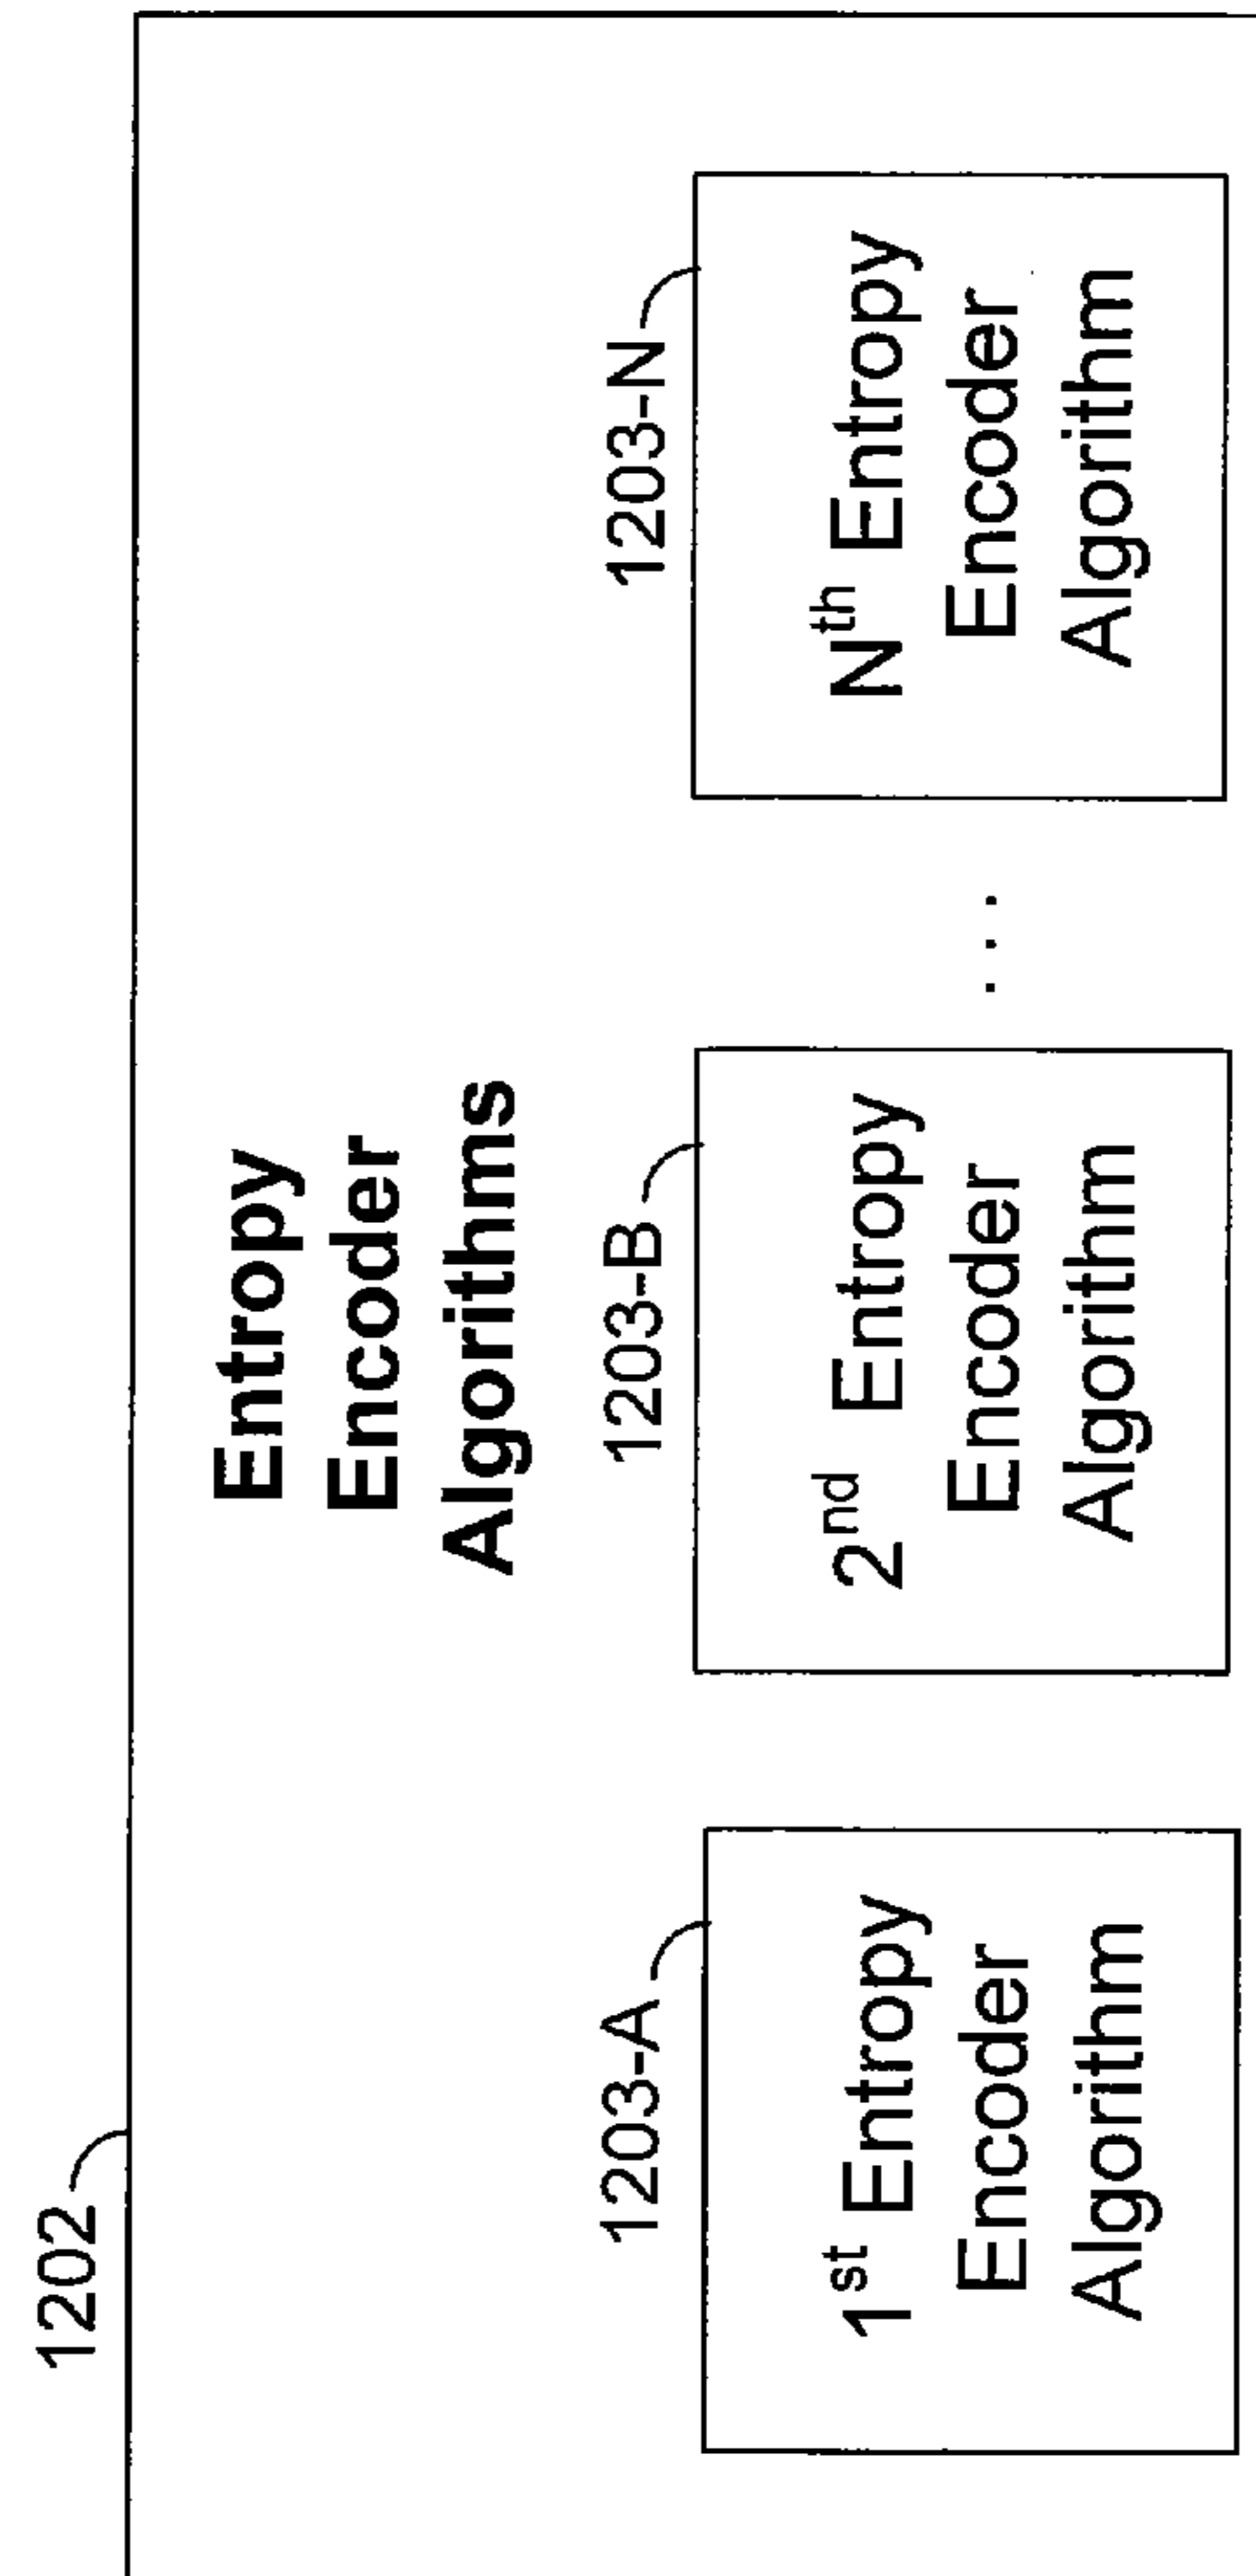 1202
Entropy
Encoder
Algorithms
1203-A
1st Entropy
Encoder
Algorithm
1203-B
2nd Entropy
Encoder
Algorithm
. . .
1203-N
Nth Entropy
Encoder
Algorithm